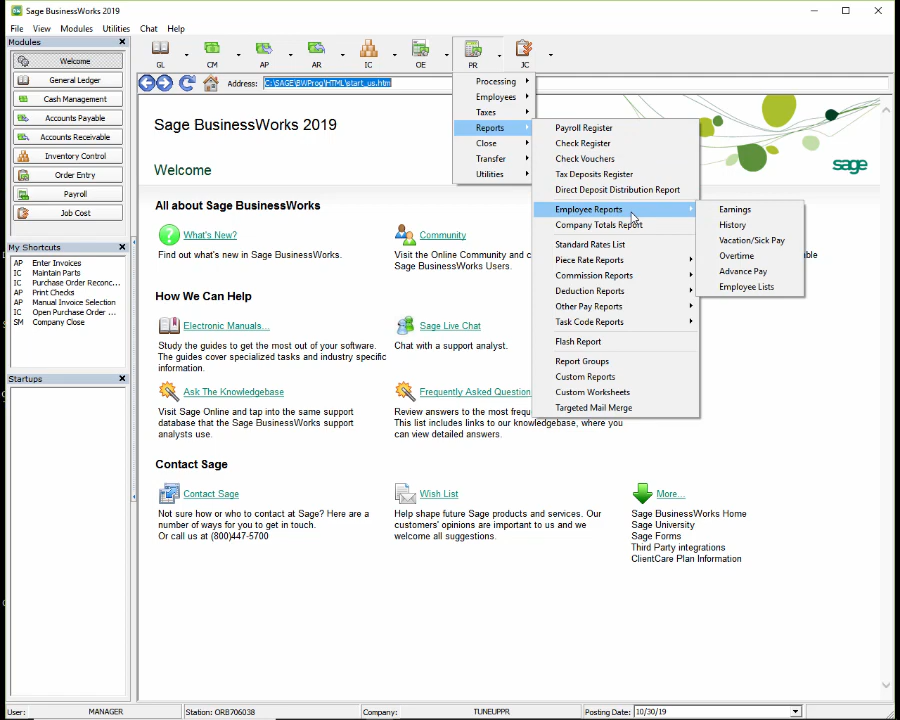 Sage BusinessWorks 2019
File View Modules Utilities Chat Help
Modules
Welcome
General Ledger
Cash Management
Accounts Payable
Accounts Receivable
Inventory Control
Order Entry
Payroll
Job Cost
My Shortcuts
AP Enter Invoices
IC Maintain Parts
IC Purchase Order Reconc...
AP Print Checks
AP Manual Invoice Selection
IC Open Purchase Order ...
SM Company Close
Startups
GL CM AP AR IC OE PR JC
Address: C:\SAGE\BWProg\HTML\start_us.htm
Processing
Employees
Taxes
Reports
Close
Transfer
Utilities
Payroll Register
Check Register
Check Vouchers
Tax Deposits Register
Direct Deposit Distribution Report
Employee Reports
Company Totals Report
Standard Rates List
Piece Rate Reports
Commission Reports
Deduction Reports
Other Pay Reports
Task Code Reports
Flash Report
Report Groups
Custom Reports
Custom Worksheets
Targeted Mail Merge
Earnings
History
Vacation/Sick Pay
Overtime
Advance Pay
Employee Lists
Sage BusinessWorks 2019
sage
Welcome
All about Sage BusinessWorks
What's New?
Find out what's new in Sage BusinessWorks.
Community
Visit the Online Community and
Sage BusinessWorks Users.
How We Can Help
Electronic Manuals...
Study the guides to get the most out of your software.
The guides cover specialized tasks and industry specific
information.
Sage Live Chat
Chat with a support analyst.
Ask The Knowledgebase
Visit Sage Online and tap into the same support
database that the Sage BusinessWorks support
analysts use.
Frequently Asked Question
Review answers to the most
This list includes links to our knowledgebase, where you
can view detailed answers.
Contact Sage
Contact Sage
Not sure how or who to contact at Sage? Here are a
number of ways for you to get in touch.
Or call us at (800)447-5700
Wish List
Help shape future Sage products and services. Our
customers' opinions are important to us and we
welcome all suggestions.
More...
Sage BusinessWorks Home
Sage University
Sage Forms
Third Party integrations
ClientCare Plan Information
User: MANAGER Station: ORB706038 Company: TUNEUPPR Posting Date: 10/30/19